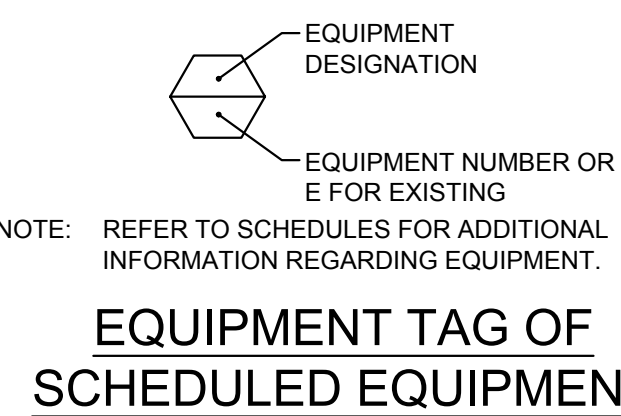 EQUIPMENT
DESIGNATION
EQUIPMENT NUMBER OR
E FOR EXISTING
NOTE: REFER TO SCHEDULES FOR ADDITIONAL
INFORMATION REGARDING EQUIPMENT.
EQUIPMENT TAG OF
SCHEDULED EQUIPMEN